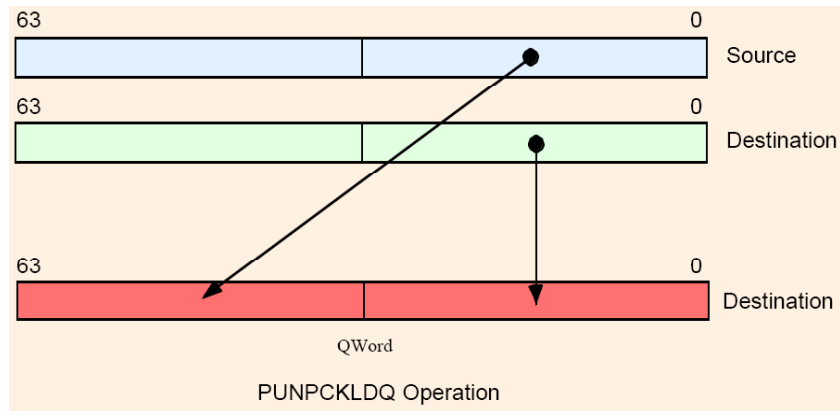 63 0
Source
63 0
Destination
63 0
Destination
QWord
PUNPCKLDQ Operation